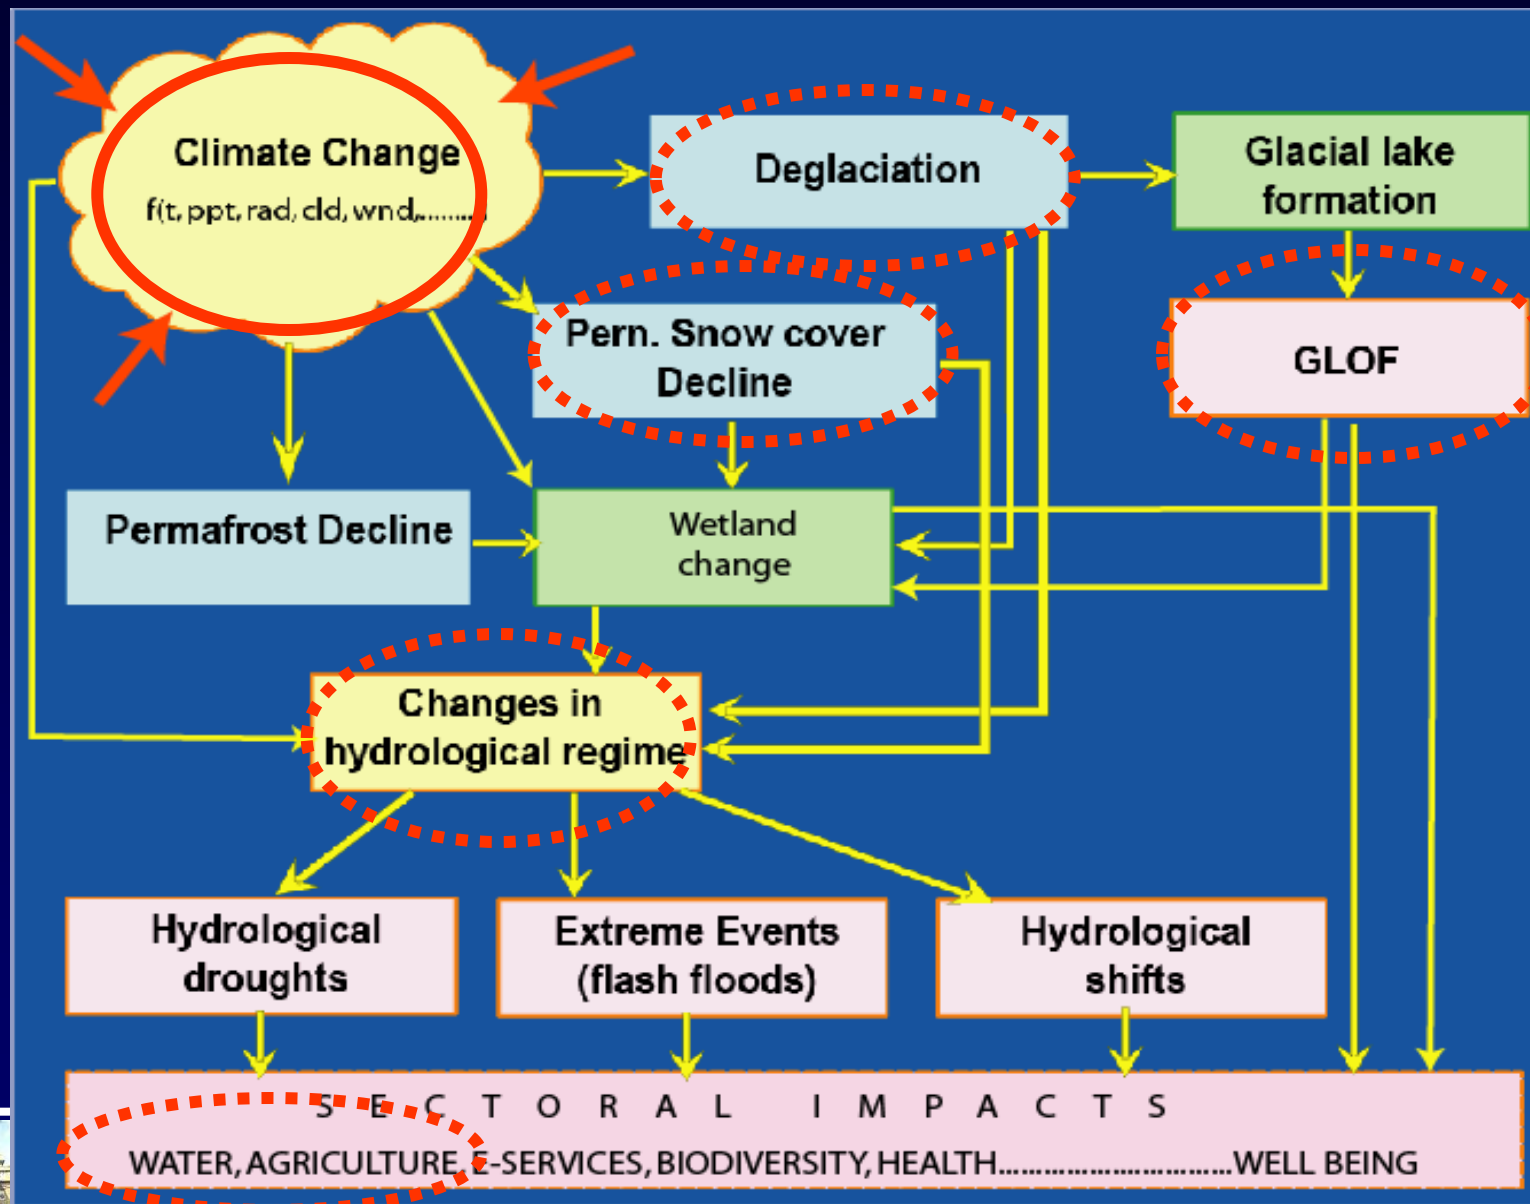 Climate Change
f(t, ppt, rad, cld, wnd,.........
Deglaciation
Glacial lake
formation
Pern. Snow cover
Decline
GLOF
Permafrost Decline
Wetland
change
Changes in
hydrological regime
Hydrological
droughts
Extreme Events
(flash floods)
Hydrological
shifts
SECTORAL IMPACTS
WATER, AGRICULTURE, E-SERVICES, BIODIVERSITY, HEALTH...............................WELL BEING